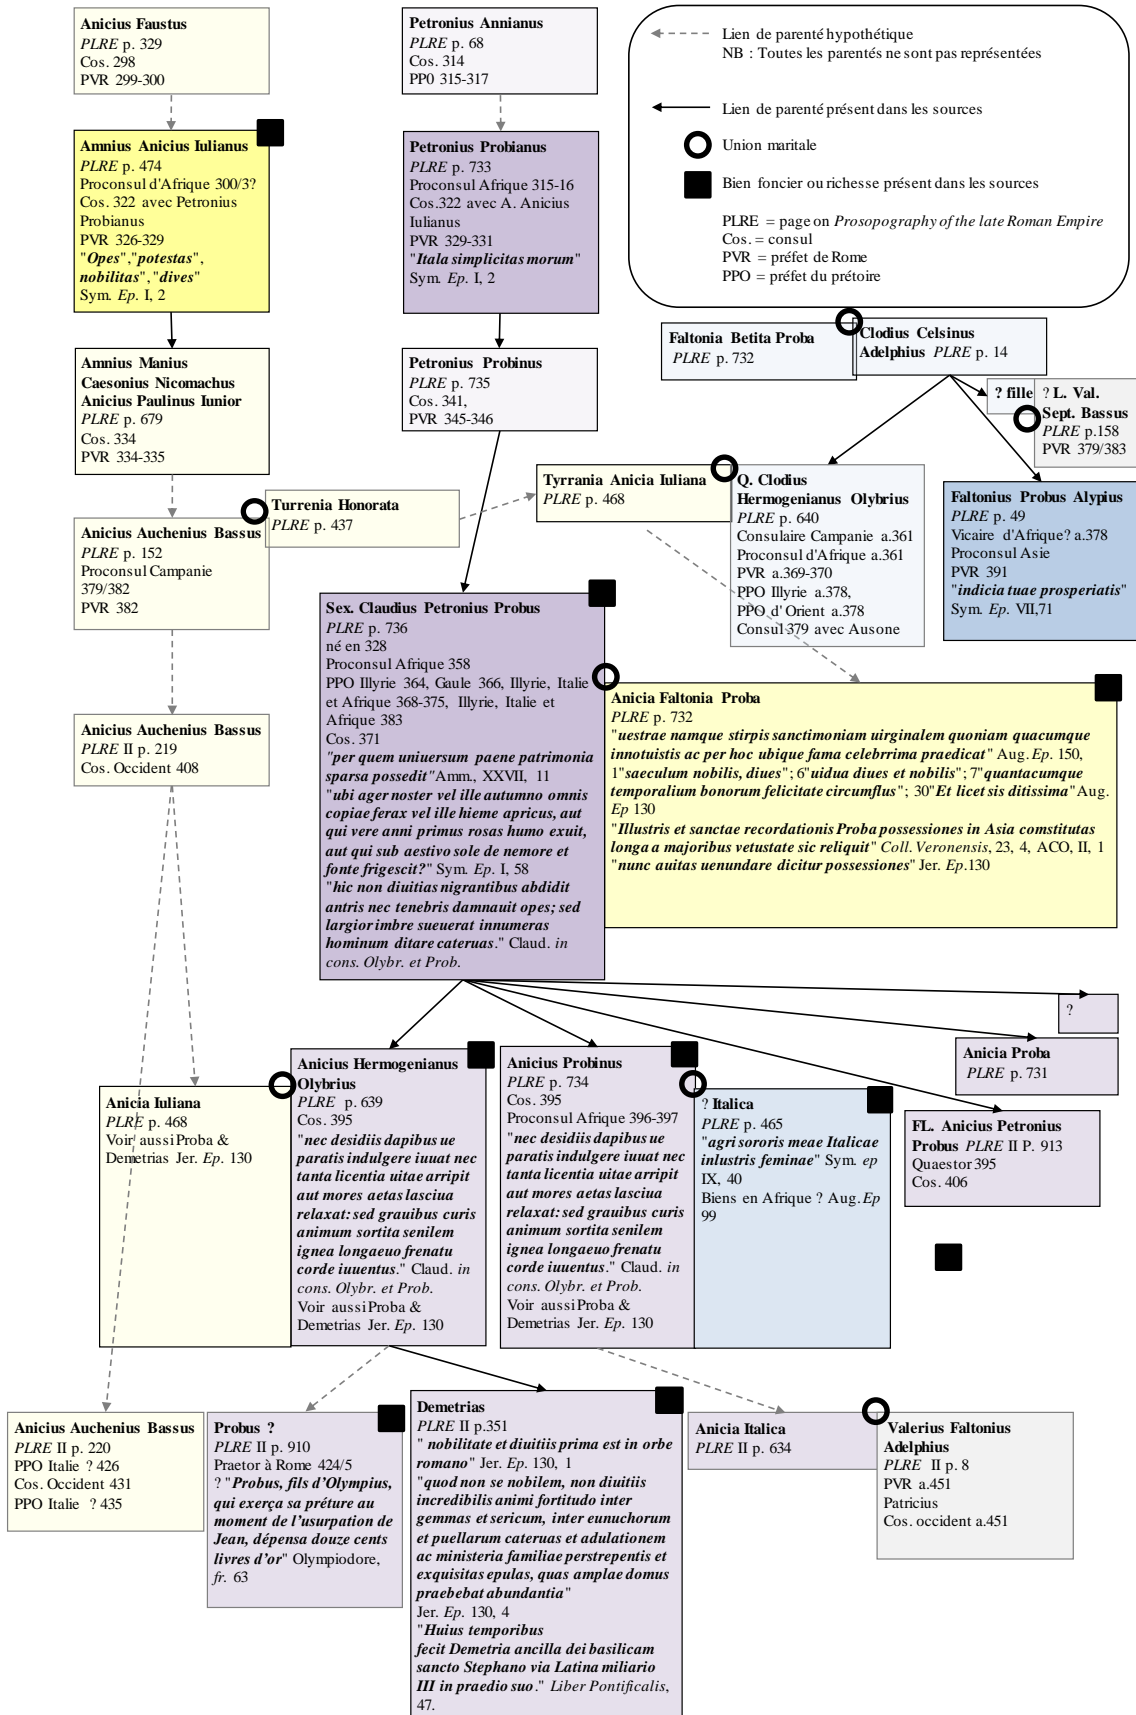 Anicius Faustus
PLRE p. 329
Cos. 298
PVR 299-300
Petronius Annianus
PLRE p. 68
Cos. 314
PP0 315-317
Lien de parenté hypothétique
NB : Toutes les parentés ne sont pas représentées
Lien de parenté présent dans les sources
Union maritale
Bien foncier ou richesse présent dans les sources
PLRE = page on Prosopography of the late Roman Empire
Cos. = consul
PVR = préfet de Rome
PPO = préfet du prétoire
Amnius Anicius Iulianus
PLRE p. 474
Proconsul d'Afrique 300/3?
Cos. 322 avec Petronius
Probianus
PVR 326-329
"Opes","potestas",
nobilitas","dives"
Sym. Ep. I, 2
Petronius Probianus
PLRE p. 733
Proconsul Afrique 315-16
Cos.322 avec A. Anicius
Iulianus
PVR 329-331
"Itala simplicitas morum"
Sym. Ep. I, 2
Faltonia Betita Proba
PLRE p. 732
Clodius Celsinus
Adelphius PLRE p. 14
Amnius Manius
Caesonius Nicomachus
Anicius Paulinus Iunior
PLRE p. 679
Cos. 334
PVR 334-335
Petronius Probinus
PLRE p. 735
Cos. 341,
PVR 345-346
? fille
? L. Val.
Sept. Bassus
PLRE p.158
PVR 379/383
Tyrrania Anicia Iuliana
PLRE p. 468
Q. Clodius
Hermogenianus Olybrius
PLRE p. 640
Consulaire Campanie a.361
Proconsul d'Afrique a.361
PVR a.369-370
PPO Illyrie a.378,
PPO d' Orient a.378
Consul 379 avec Ausone
Faltonius Probus Alypius
PLRE p. 49
Vicaire d'Afrique? a.378
Proconsul Asie
PVR 391
"indicia tuae prosperiatis"
Sym. Ep. VII,71
Turrenia Honorata
PLRE p. 437
Anicius Auchenius Bassus
PLRE p. 152
Proconsul Campanie
379/382
PVR 382
Sex. Claudius Petronius Probus
PLRE p. 736
né en 328
Proconsul Afrique 358
PPO Illyrie 364, Gaule 366, Illyrie, Italie
et Afrique 368-375, Illyrie, Italie et
Afrique 383
Cos. 371
"per quem uniuersum paene patrimonia
sparsa possedit"Amm., XXVII, 11
"ubi ager noster vel ille autumno omnis
copiae ferax vel ille hieme apricus, aut
qui vere anni primus rosas humo exuit,
aut qui sub aestivo sole de nemore et
fonte frigescit?" Sym. Ep. I, 58
"hic non diuitias nigrantibus abdidit
antris nec tenebris damnauit opes; sed
largior imbre sueuerat innumeras
hominum ditare cateruas." Claud. in
cons. Olybr. et Prob.
Anicia Faltonia Proba
PLRE p. 732
"uestrae namque stirpis sanctimoniam uirginalem quoniam quacumque
innotuistis ac per hoc ubique fama celebrrima praedicat" Aug. Ep. 150,
1"saeculum nobilis, diues"; 6"uidua diues et nobilis"; 7"quantacumque
temporalium bonorum felicitate circumflus"; 30"Et licet sis ditissima"Aug.
Ep 130
"Illustris et sanctae recordationis Proba possessiones in Asia comstitutas
longa a majoribus vetustate sic reliquit" Coll. Veronensis, 23, 4, ACO, II, 1
"nunc auitas uenundare dicitur possessiones" Jer. Ep.130
Anicius Auchenius Bassus
PLRE II p. 219
Cos. Occident 408
?
Anicia Proba
PLRE p. 731
Anicia Iuliana
PLRE p. 468
Voir aussi Proba &
Demetrias Jer. Ep. 130
Anicius Hermogenianus
Olybrius
PLRE p. 639
Cos. 395
"nec desidiis dapibus ue
paratis indulgere iuuat nec
tanta licentia uitae arripit
aut mores aetas lasciua
relaxat: sed grauibus curis
animum sortita senilem
ignea longaeuo frenatu
corde iuuentus." Claud. in
cons. Olybr. et Prob.
Voir aussi Proba &
Demetrias Jer. Ep. 130
Anicius Probinus
PLRE p. 734
Cos. 395
Proconsul Afrique 396-397
"nec desidiis dapibus ue
paratis indulgere iuuat nec
tanta licentia uitae arripit
aut mores aetas lasciua
relaxat: sed grauibus curis
animum sortita senilem
ignea longaeuo frenatu
corde iuuentus." Claud. in
cons. Olybr. et Prob.
Voir aussi Proba &
Demetrias Jer. Ep. 130
? Italica
PLRE p. 465
"agri sororis meae Italicae
inlustris feminae" Sym. ep
IX, 40
Biens en Afrique ? Aug. Ep
99
FL. Anicius Petronius
Probus PLRE II P. 913
Quaestor 395
Cos. 406
Anicius Auchenius Bassus
PLRE II p. 220
PPO Italie ? 426
Cos. Occident 431
PPO Italie ? 435
Probus ?
PLRE II p. 910
Praetor à Rome 424/5
? "Probus, fils d'Olympius,
qui exerça sa préture au
moment de l'usurpation de
Jean, dépensa douze cents
livres d'or" Olympiodore,
fr. 63
Demetrias
PLRE II p.351
" nobilitate et diuitiis prima est in orbe
romano" Jer. Ep. 130, 1
"quod non se nobilem, non diuitiis
incredibilis animi fortitudo inter
gemmas et sericum, inter eunuchorum
et puellarum cateruas et adulationem
ac ministeria familiae perstrepentis et
exquisitas epulas, quas amplae domus
praebebat abundantia"
Jer. Ep. 130, 4
"Huius temporibus
fecit Demetria ancilla dei basilicam
sancto Stephano via Latina miliario
III in praedio suo." Liber Pontificalis,
47.
Anicia Italica
PLRE II p. 634
Valerius Faltonius
Adelphius
PLRE II p. 8
PVR a.451
Patricius
Cos. occident a.451